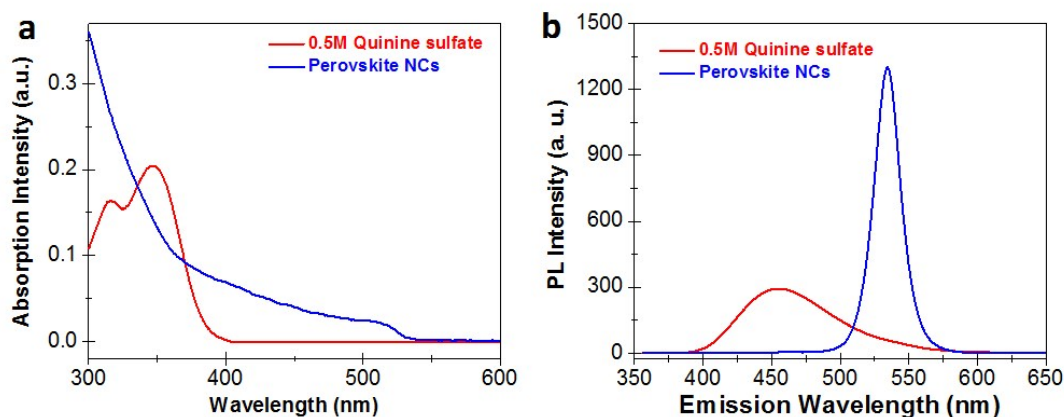 a
0.5M Quinine sulfate
Perovskite NCs
Absorption Intensity (a.u.)
0.3
0.2
0.1
0.0
300
400
500
600
Wavelength (nm)
b
0.5M Quinine sulfate
Perovskite NCs
PL Intensity (a. u.)
1500
1200
900
600
300
0
350
400
450
500
550
600
650
Emission Wavelength (nm)